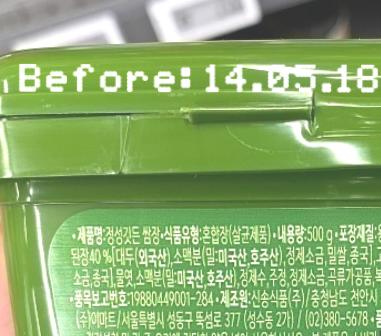 Before:14.05.18
•제품명:정성깃든 쌈장•식품유형:혼합장(살균제품)•내용량:500 g•포장재질:
된장40 %{대두(외국산),소맥분(밀:미국산,호주산),정제소금,밀쌀,종국},
소금,종국},물엿,소맥분(밀:미국산,호주산),정제수,주정,정제소금,곡류가공품,
•품목보고번호:19880449001-284•제조원:신송식품(주)/충청남도 천안시
(주)이마트/서울특별시 성동구 뚝섬로 377 (성수동 2가) / (02)380-5678•